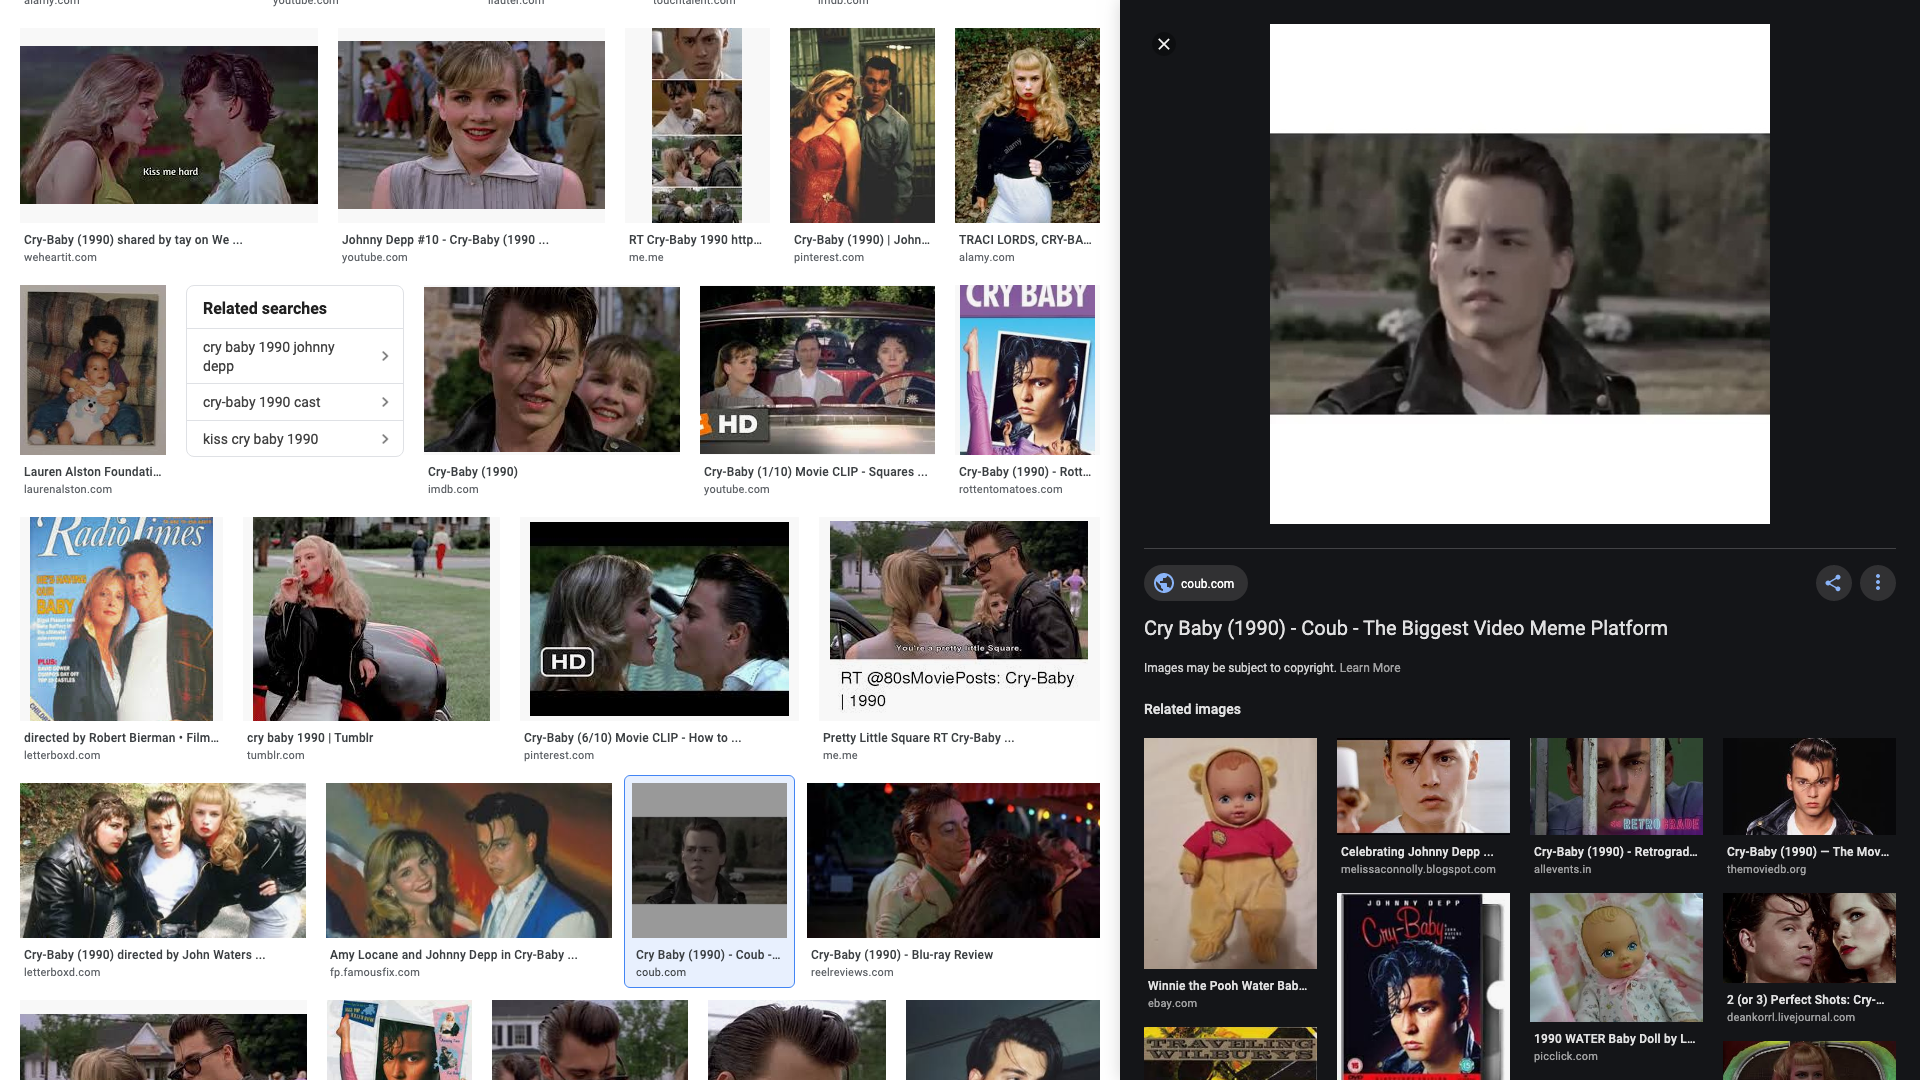 alamy.com
youtube.com
touchtalent.com
imdb.com
Kiss me hard
Cry-Baby (1990) shared by tay on We ...
weheartit.com
Johnny Depp #10 - Cry-Baby (1990 ...
youtube.com
RT Cry-Baby 1990 http...
me.me
Cry-Baby (1990) | John...
pinterest.com
alamy
TRACI LORDS, CRY-BA...
alamy.com
Lauren Alston Foundati...
laurenalston.com
Related searches
cry baby 1990 johnny
depp
cry-baby 1990 cast
kiss cry baby 1990
Cry-Baby (1990)
imdb.com
HD
Cry-Baby (1/10) Movie CLIP - Squares ...
youtube.com
CRY BABY
Cry-Baby (1990) - Rott...
rottentomatoes.com
RadioTimes
HE'S HAVING
OUR
BABY
PLUS:
directed by Robert Bierman • Film...
letterboxd.com
cry baby 1990 | Tumblr
tumblr.com
HD
Cry-Baby (6/10) Movie CLIP - How to ...
pinterest.com
You're a pretty little Square.
RT @80sMoviePosts: Cry-Baby
| 1990
Pretty Little Square RT Cry-Baby ...
me.me
Cry-Baby (1990) directed by John Waters ...
letterboxd.com
Amy Locane and Johnny Depp in Cry-Baby ...
fp.famousfix.com
Cry Baby (1990) - Coub -...
coub.com
Cry-Baby (1990) - Blu-ray Review
reelreviews.com
coub.com
Cry Baby (1990) - Coub - The Biggest Video Meme Platform
Images may be subject to copyright. Learn More
Related images
Winnie the Pooh Water Bab...
ebay.com
Celebrating Johnny Depp ...
melissaconnolly.blogspot.com
RETROGRADE
Cry-Baby (1990) - Retrograd...
allevents.in
Cry-Baby (1990) — The Mov...
themoviedb.org
JOHNNY DEPP
Cry-Baby
15
1990 WATER Baby Doll by L...
picclick.com
2 (or 3) Perfect Shots: Cry-...
deankorrl.livejournal.com
TRAVELING
WILBURYS